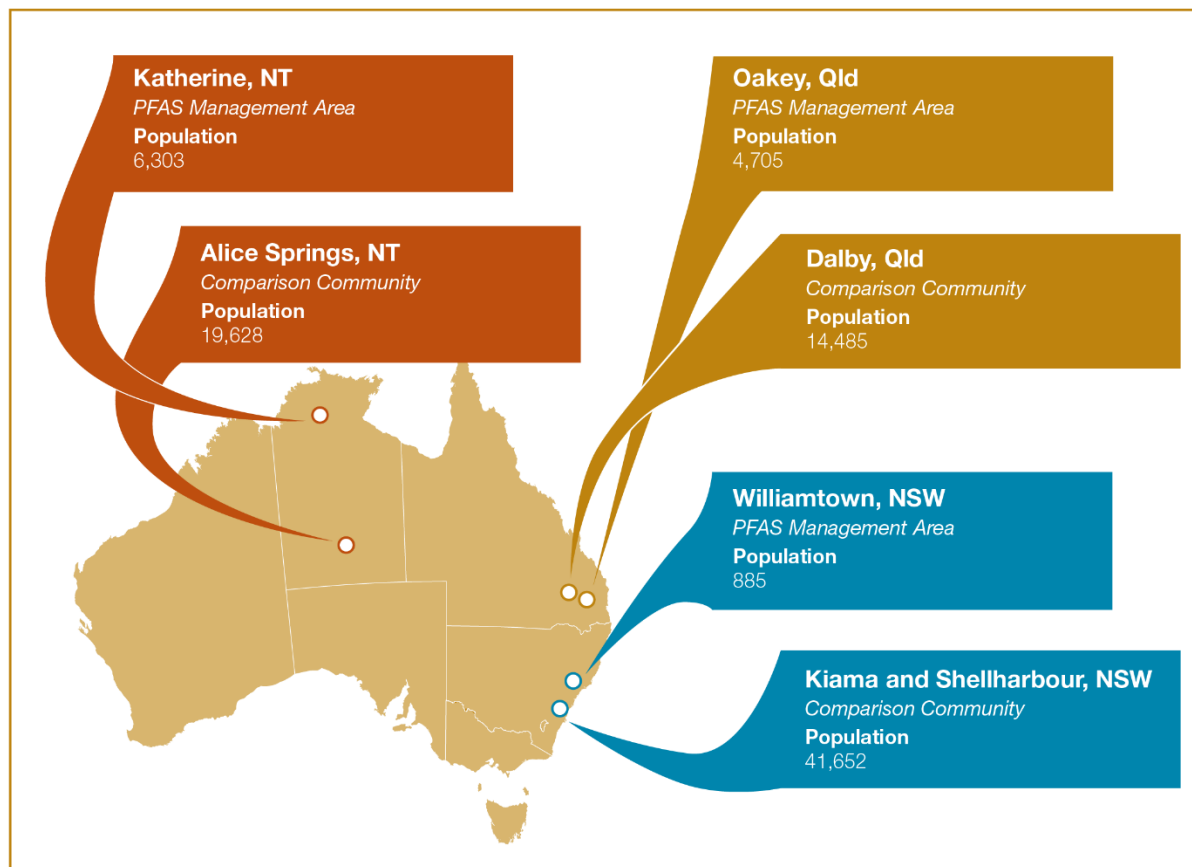 Katherine, NT
PFAS Management Area
Population
6,303
Alice Springs, NT
Comparison Community
Population
19,628
Oakey, Qld
PFAS Management Area
Population
4,705
Dalby, Qld
Comparison Community
Population
14,485
Williamtown, NSW
PFAS Management Area
Population
885
Kiama and Shellharbour, NSW
Comparison Community
Population
41,652